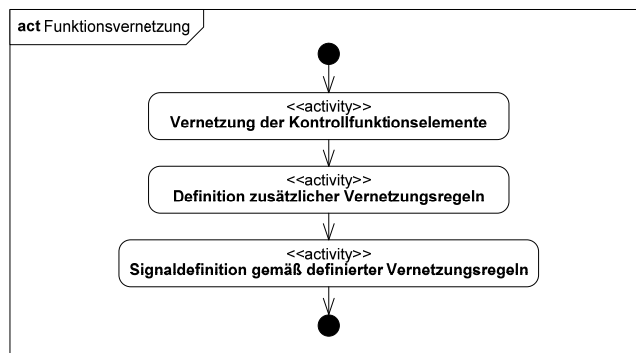 act Funktionsvernetzung
<<activity>>
Vernetzung der Kontrollfunktionselemente
<<activity>>
Definition zusätzlicher Vernetzungsregeln
<<activity>>
Signaldefinition gemäß definierter Vernetzungsregeln